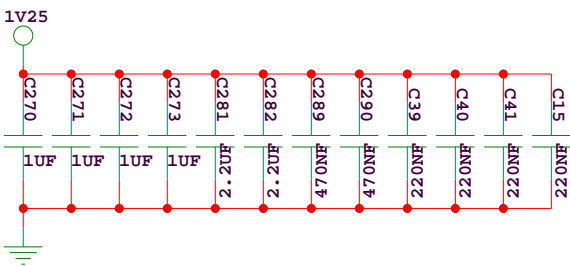 1V25
C270
C271
C272
C273
C281
C282
C289
C290
C39
C40
C41
C15
1UF
1UF
1UF
1UF
2.2UF
2.2UF
470NF
470NF
220NF
220NF
220NF
220NF